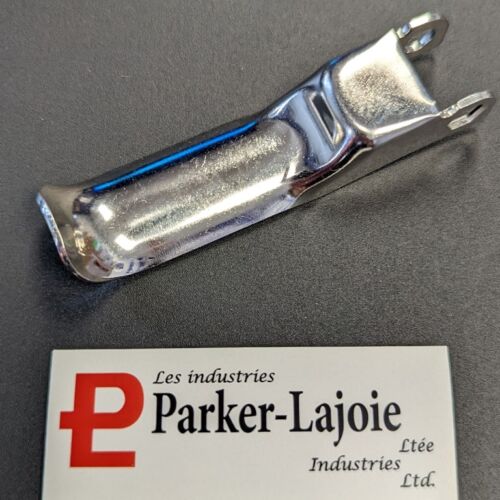 Les industries
Parker-Lajoie
Ltée
Industries
Ltd.